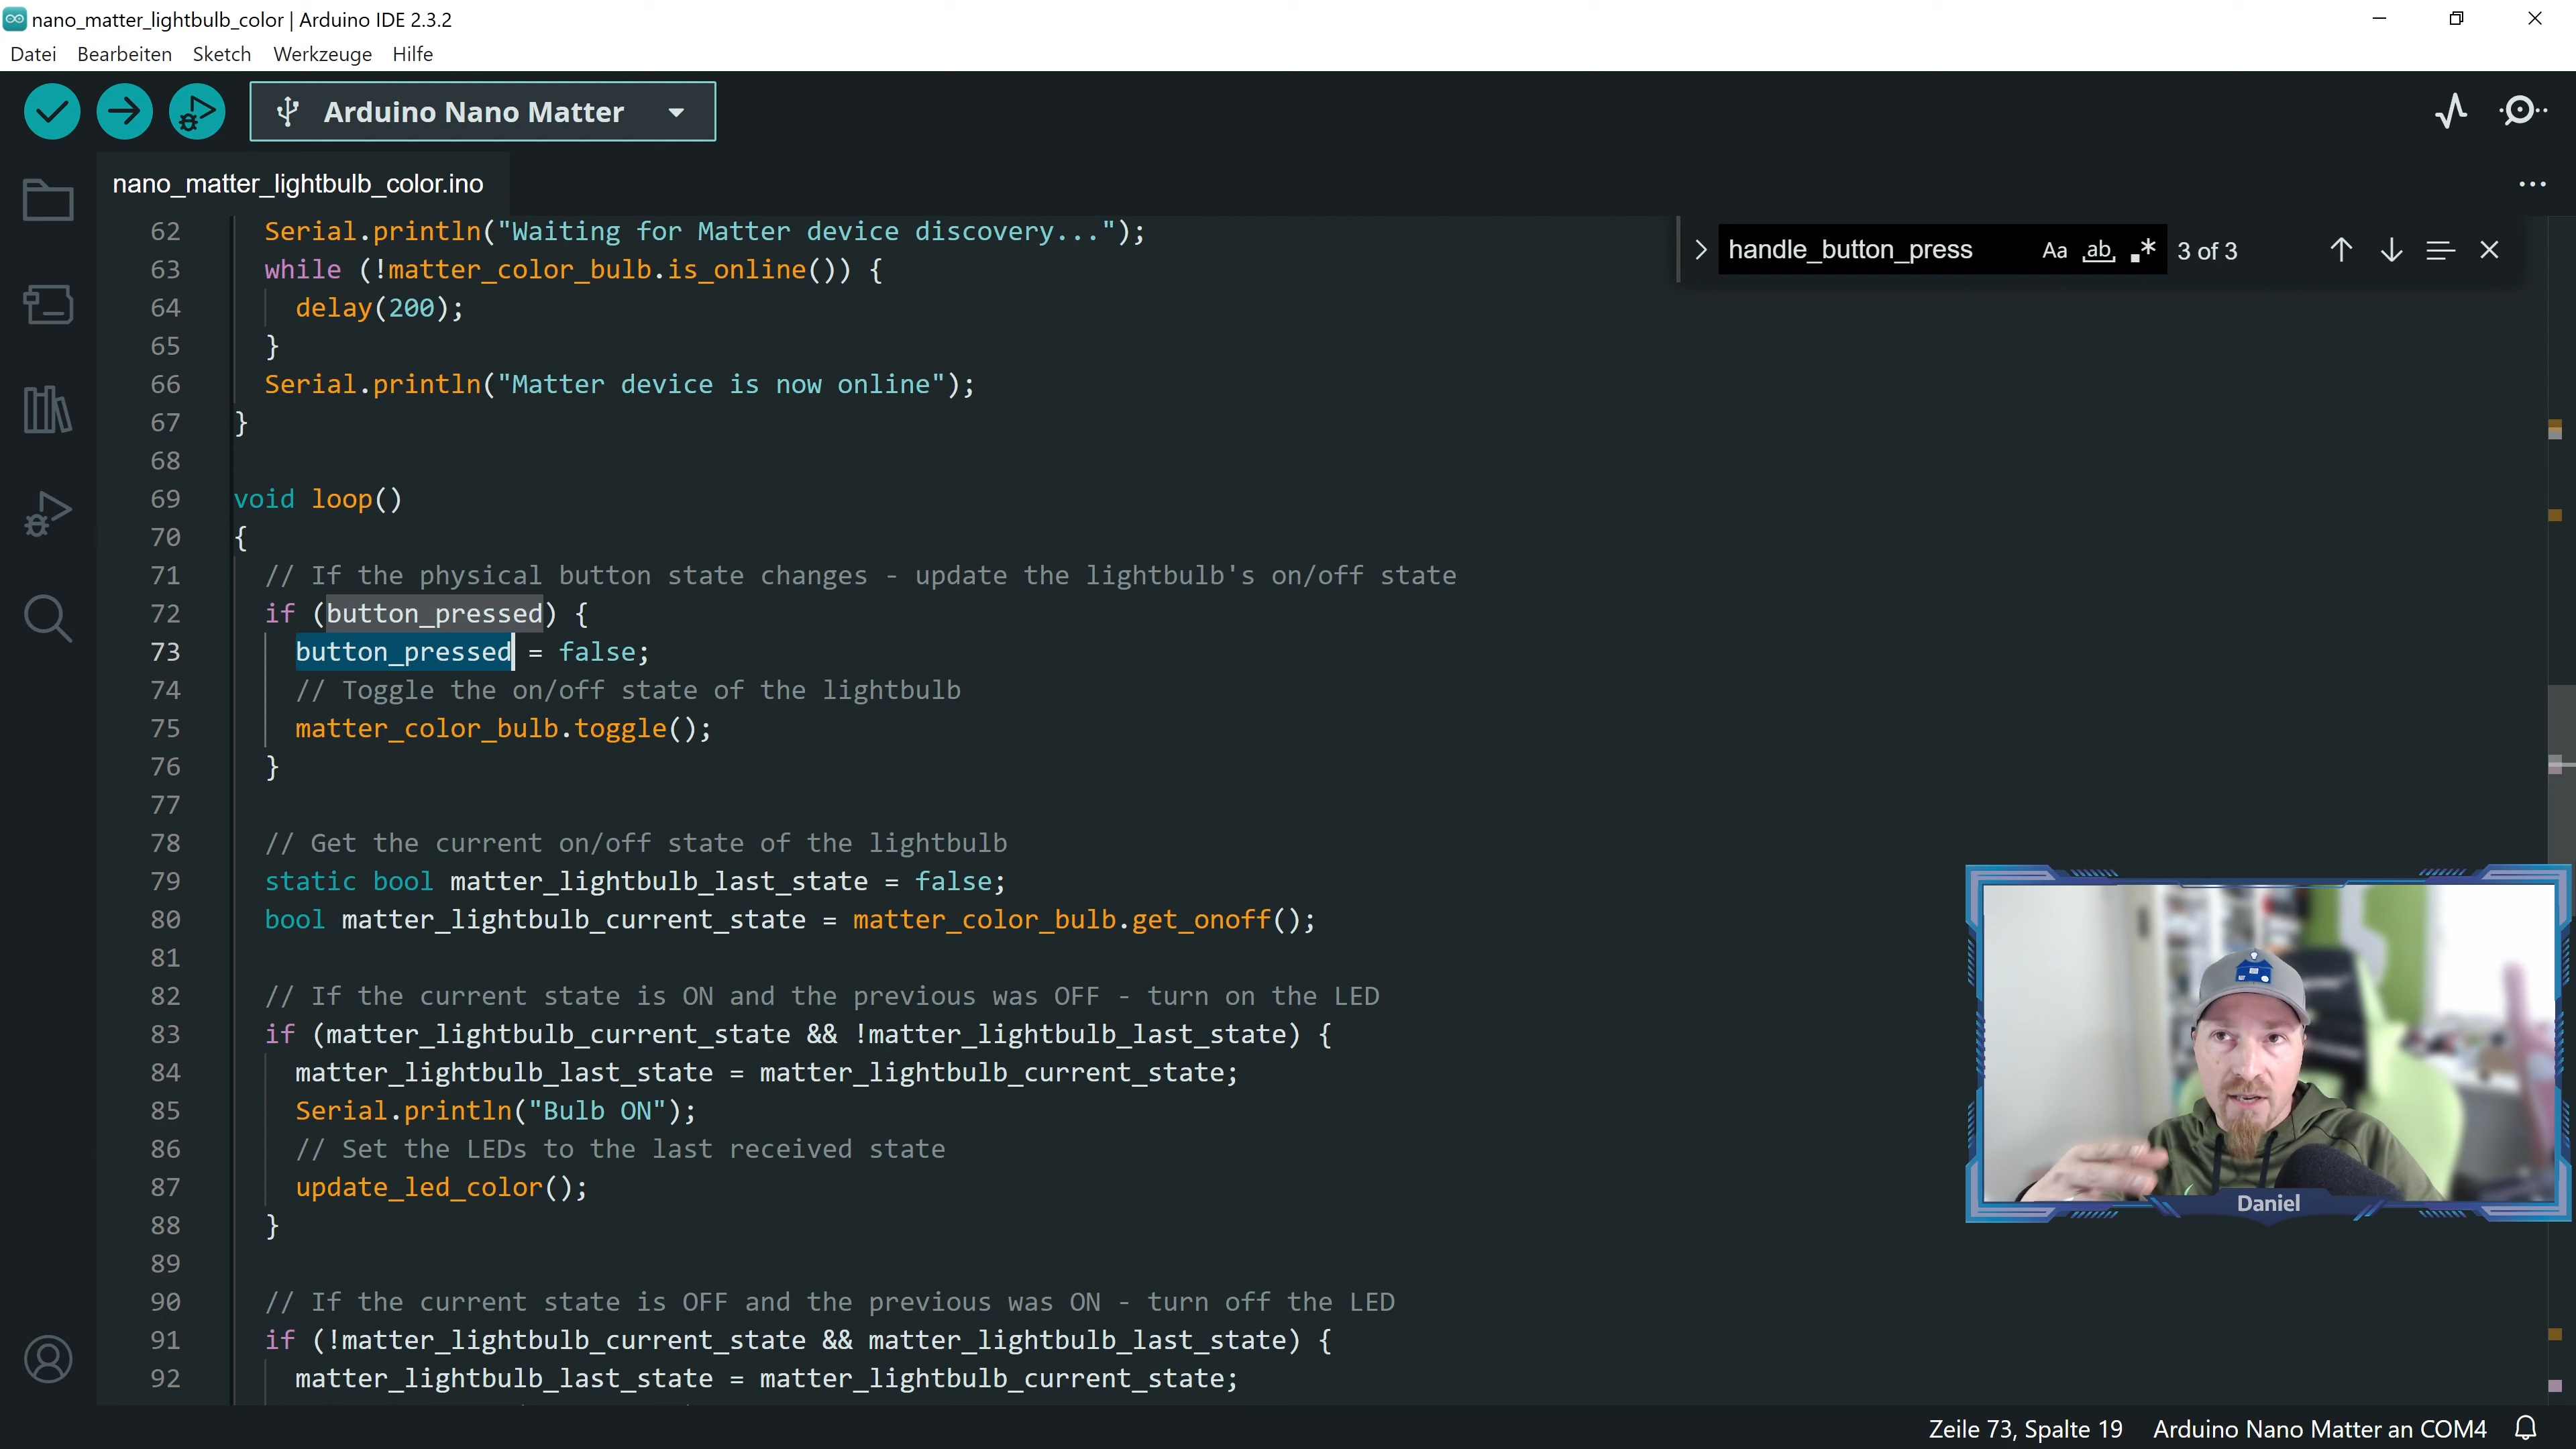 nano_matter_lightbulb_color | Arduino IDE 2.3.2
Datei Bearbeiten Sketch Werkzeuge Hilfe
Arduino Nano Matter
nano_matter_lightbulb_color.ino
handle_button_press Aa ab .* 3 of 3
62 Serial.println("Waiting for Matter device discovery...");
63 while (!matter_color_bulb.is_online()) {
64 delay(200);
65 }
66 Serial.println("Matter device is now online");
67 }
68
69 void loop()
70 {
71 // If the physical button state changes - update the lightbulb's on/off state
72 if (button_pressed) {
73 button_pressed = false;
74 // Toggle the on/off state of the lightbulb
75 matter_color_bulb.toggle();
76 }
77
78 // Get the current on/off state of the lightbulb
79 static bool matter_lightbulb_last_state = false;
80 bool matter_lightbulb_current_state = matter_color_bulb.get_onoff();
81
82 // If the current state is ON and the previous was OFF - turn on the LED
83 if (matter_lightbulb_current_state && !matter_lightbulb_last_state) {
84 matter_lightbulb_last_state = matter_lightbulb_current_state;
85 Serial.println("Bulb ON");
86 // Set the LEDs to the last received state
87 update_led_color();
88 }
89
90 // If the current state is OFF and the previous was ON - turn off the LED
91 if (!matter_lightbulb_current_state && matter_lightbulb_last_state) {
92 matter_lightbulb_last_state = matter_lightbulb_current_state;
Daniel
Zeile 73, Spalte 19 Arduino Nano Matter an COM4